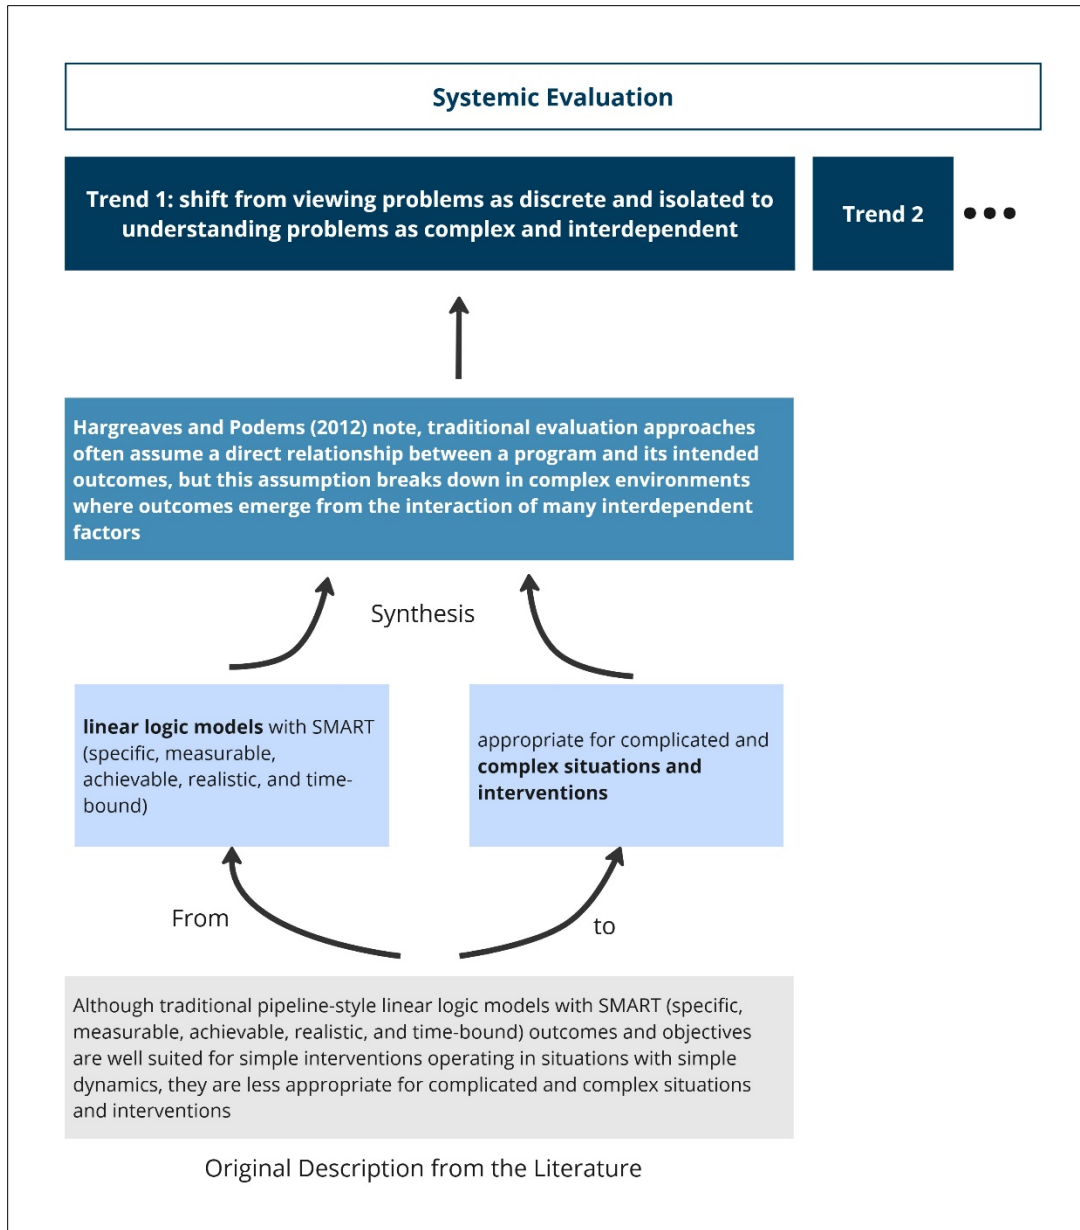 Systemic Evaluation
Trend 1: shift from viewing problems as discrete and isolated to
understanding problems as complex and interdependent
Trend 2
•••
Hargreaves and Podems (2012) note, traditional evaluation approaches
often assume a direct relationship between a program and its intended
outcomes, but this assumption breaks down in complex environments
where outcomes emerge from the interaction of many interdependent
factors
Synthesis
linear logic models with SMART
(specific, measurable,
achievable, realistic, and time-
bound)
appropriate for complicated and
complex situations and
interventions
From
to
Although traditional pipeline-style linear logic models with SMART (specific,
measurable, achievable, realistic, and time-bound) outcomes and objectives
are well suited for simple interventions operating in situations with simple
dynamics, they are less appropriate for complicated and complex situations
and interventions
Original Description from the Literature